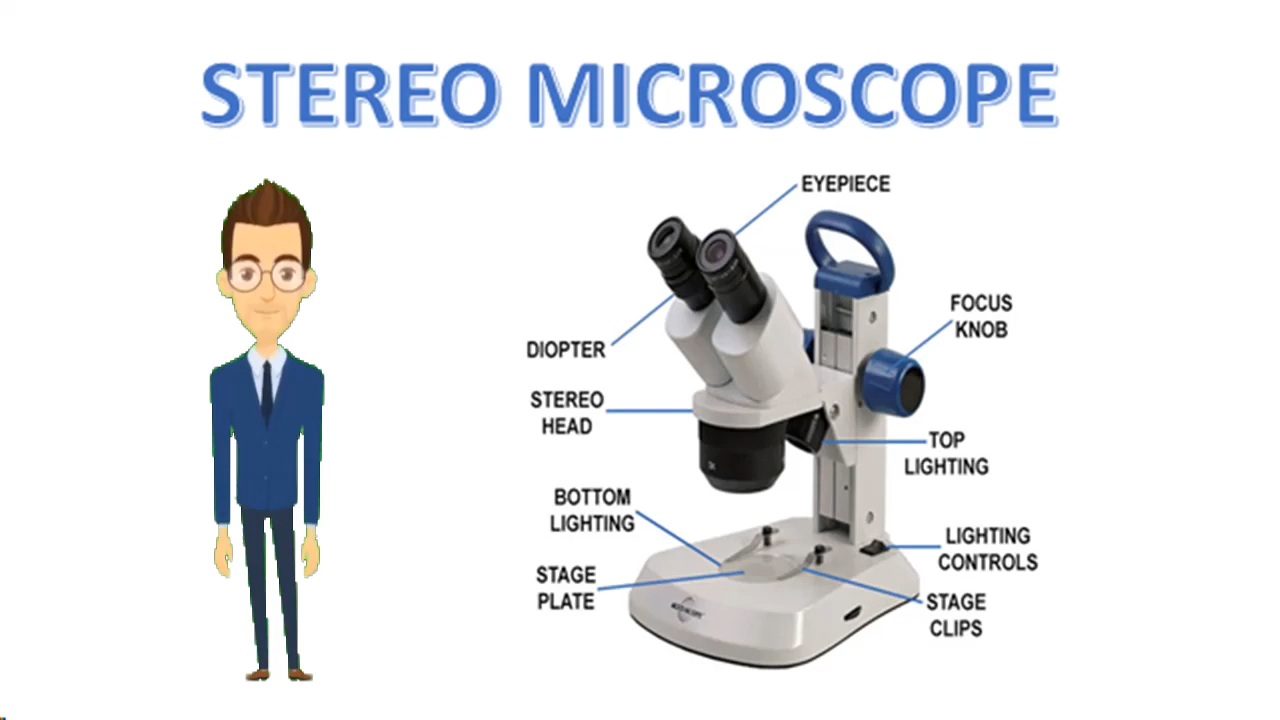 STEREO MICROSCOPE
EYEPIECE
DIOPTER
FOCUS
KNOB
STEREO
HEAD
TOP
LIGHTING
BOTTOM
LIGHTING
LIGHTING
CONTROLS
STAGE
PLATE
STAGE
CLIPS